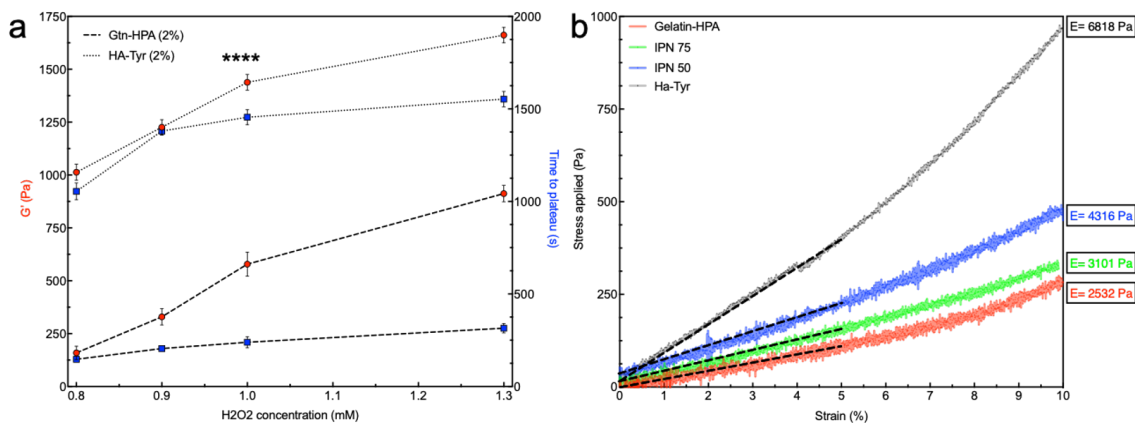 a
Gtn-HPA (2%)
HA-Tyr (2%)
****
G' (Pa)
1750
1500
1250
1000
750
500
250
0
0.8
0.9
1.0
1.2
1.3
H2O2 concentration (mM)
2000
1500
1000
500
0
Time to plateau (s)
b
Gelatin-HPA
IPN 75
IPN 50
Ha-Tyr
Stress applied (Pa)
1000
750
500
250
0
0
1
2
3
4
5
6
7
8
9
10
Strain (%)
E= 6818 Pa
E= 4316 Pa
E= 3101 Pa
E= 2532 Pa